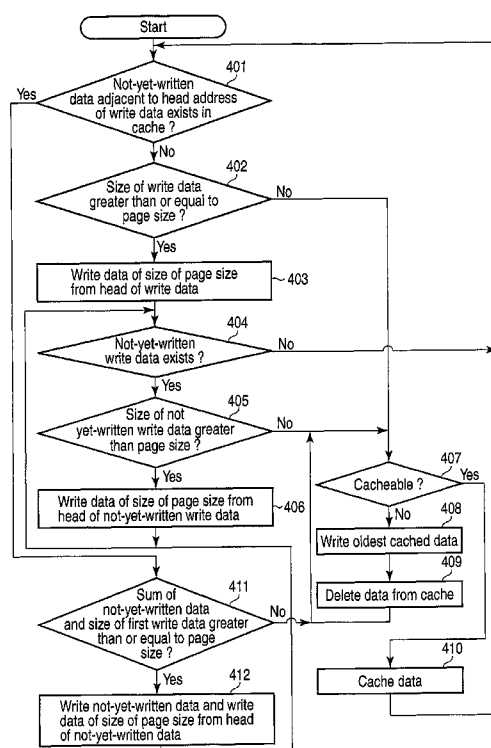 Start
401
Not-yet-written
data adjacent to head address
of write data exists in
cache ?
Yes
No
402
Size of write data
greater than or equal to
page size ?
No
Yes
Write data of size of page size
from head of write data
403
404
Not-yet-written
write data exists ?
No
Yes
405
Size of not
yet-written write data greater
than page size ?
No
Yes
407
Cacheable ?
Yes
No
Write data of size of page size from
head of not-yet-written write data
406
408
Write oldest cached data
409
Delete data from cache
411
Sum of
not-yet-written data
and size of first write data greater
than or equal to page
size ?
No
Yes
410
Cache data
412
Write not-yet-written data and write
data of size of page size from head
of not-yet-written data